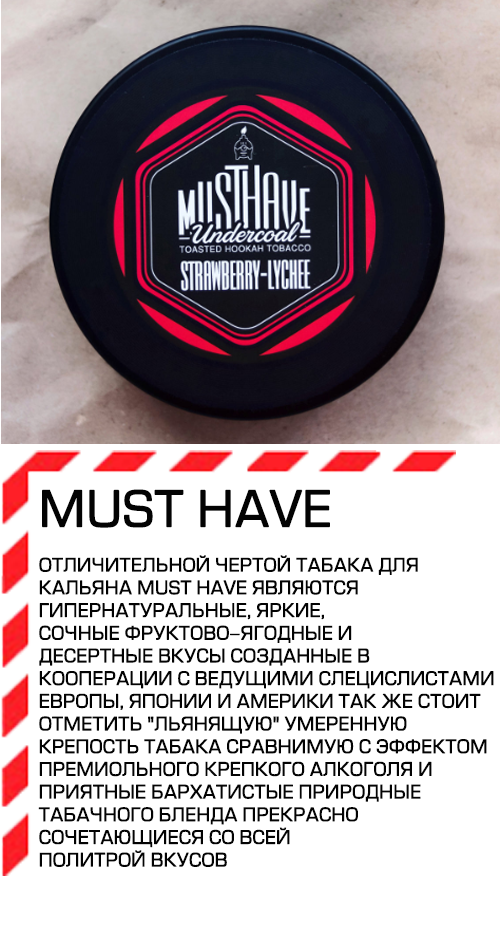 MUSTHAVE
Undercoal
TOASTED HOOKAH TOBACCO
STRAWBERRY-LYCHEE
MUST HAVE
ОТЛИЧИТЕЛЬНОЙ ЧЕРТОЙ ТАБАКА ДЛЯ
КАЛЬЯНА MUST HAVE ЯВЛЯЮТСЯ
ГИПЕРНАТУРАЛЬНЫЕ, ЯРКИЕ,
СОЧНЫЕ ФРУКТОВО-ЯГОДНЫЕ И
ДЕСЕРТНЫЕ ВКУСЫ СОЗДАННЫЕ В
КООПЕРАЦИИ С ВЕДУЩИМИ СЛЕЦИСЛИСТАМИ
ЕВРОПЫ, ЯПОНИИ И АМЕРИКИ ТАК ЖЕ СТОИТ
ОТМЕТИТЬ "ЛЬЯНЯЩУЮ" УМЕРЕННУЮ
КРЕПОСТЬ ТАБАКА СРАВНИМУЮ С ЭФФЕКТОМ
ПРЕМИОЛЬНОГО КРЕПКОГО АЛКОГОЛЯ И
ПРИЯТНЫЕ БАРХАТИСТЫЕ ПРИРОДНЫЕ
ТАБАЧНОГО БЛЕНДА ПРЕКРАСНО
СОЧЕТАЮЩИЕСЯ СО ВСЕЙ
ПОЛИТРОЙ ВКУСОВ